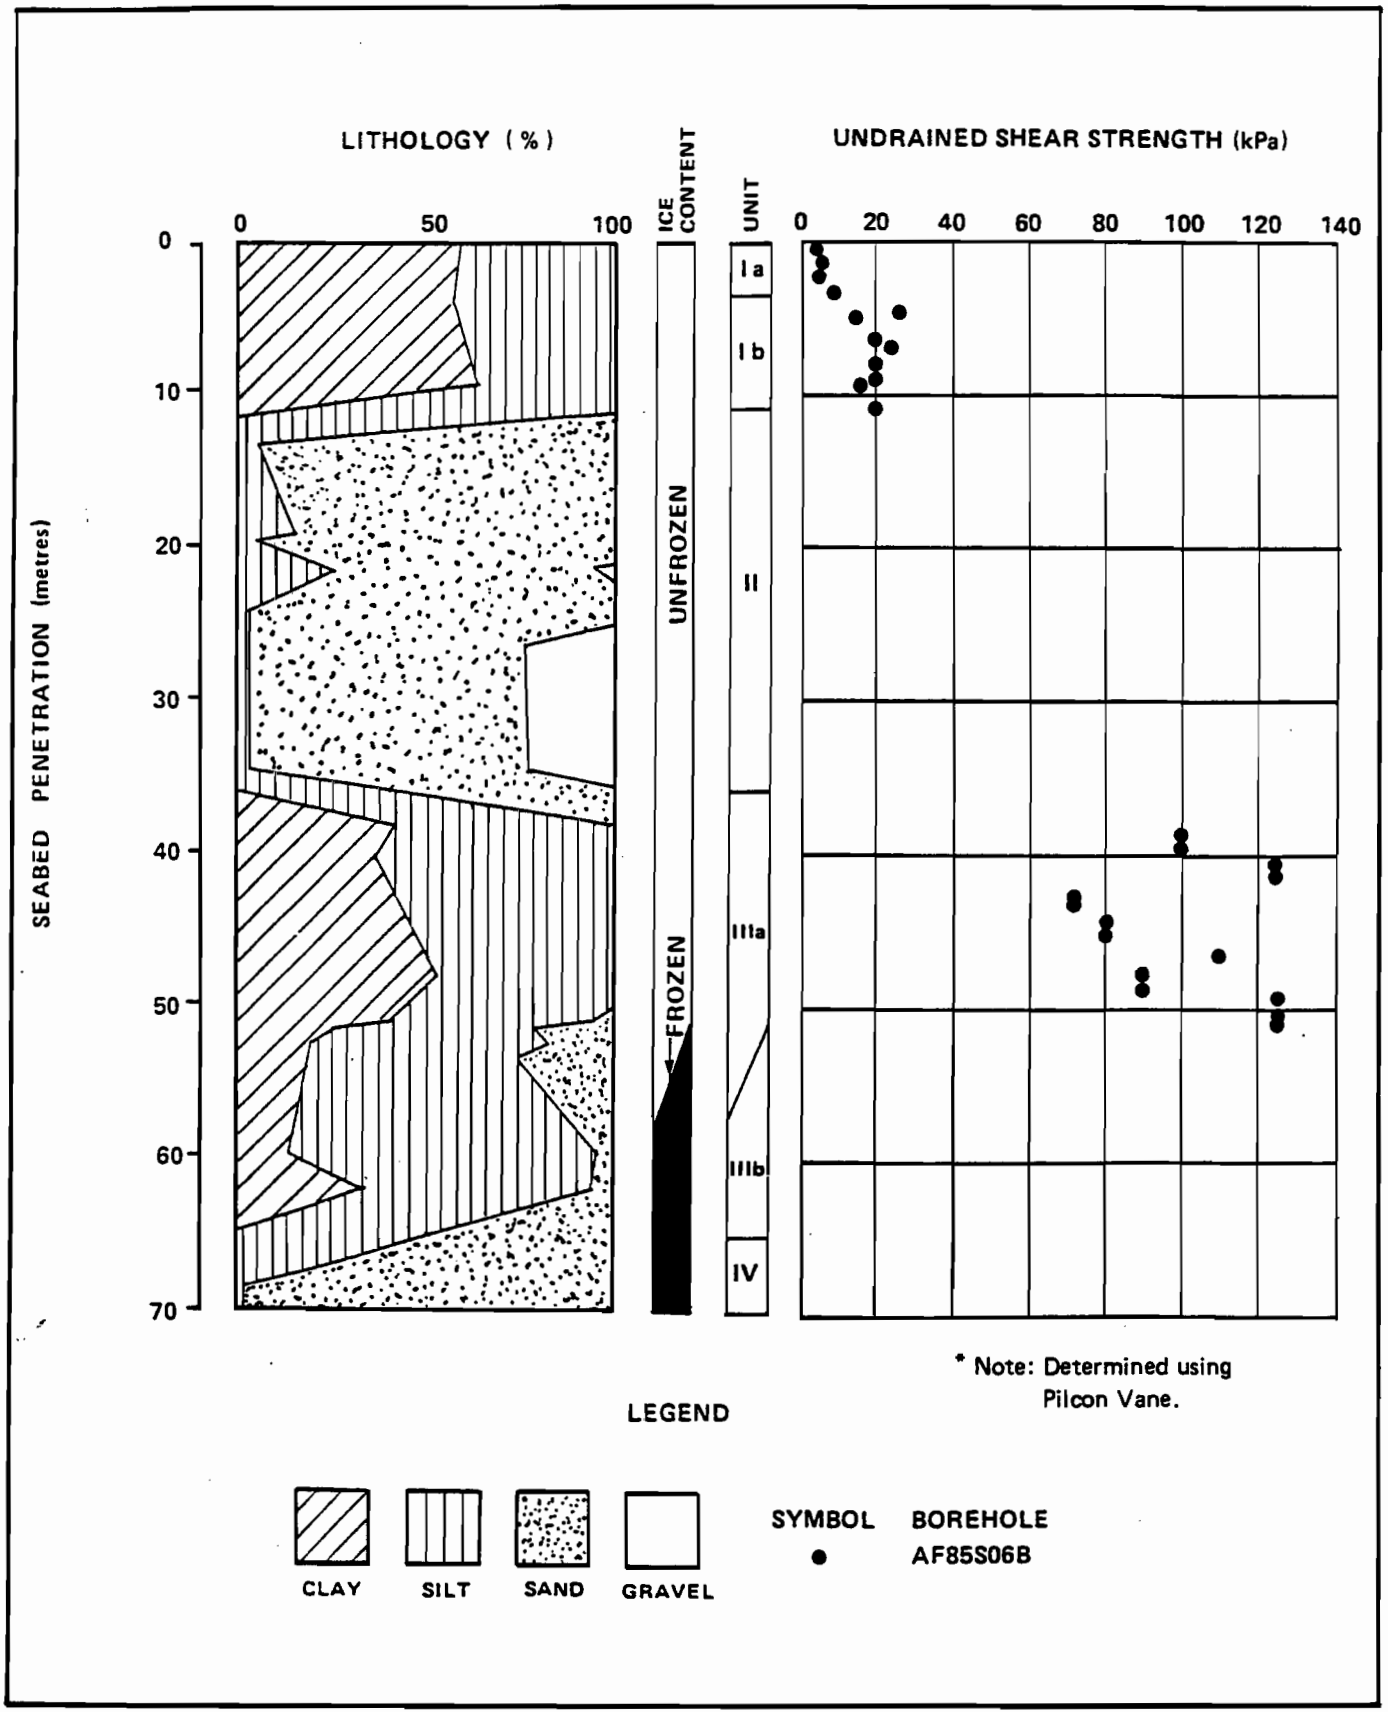 LITHOLOGY (%)
ICE CONTENT
UNIT
UNDRAINED SHEAR STRENGTH (kPa)
0 50 100
0 20 40 60 80 100 120 140
SEABED PENETRATION (metres)
0
10
20
30
40
50
60
70
UNFROZEN
FROZEN
Ia
Ib
II
IIIa
IIIb
IV
* Note: Determined using
Pilcon Vane.
LEGEND
CLAY SILT SAND GRAVEL
SYMBOL BOREHOLE
AF85S06B